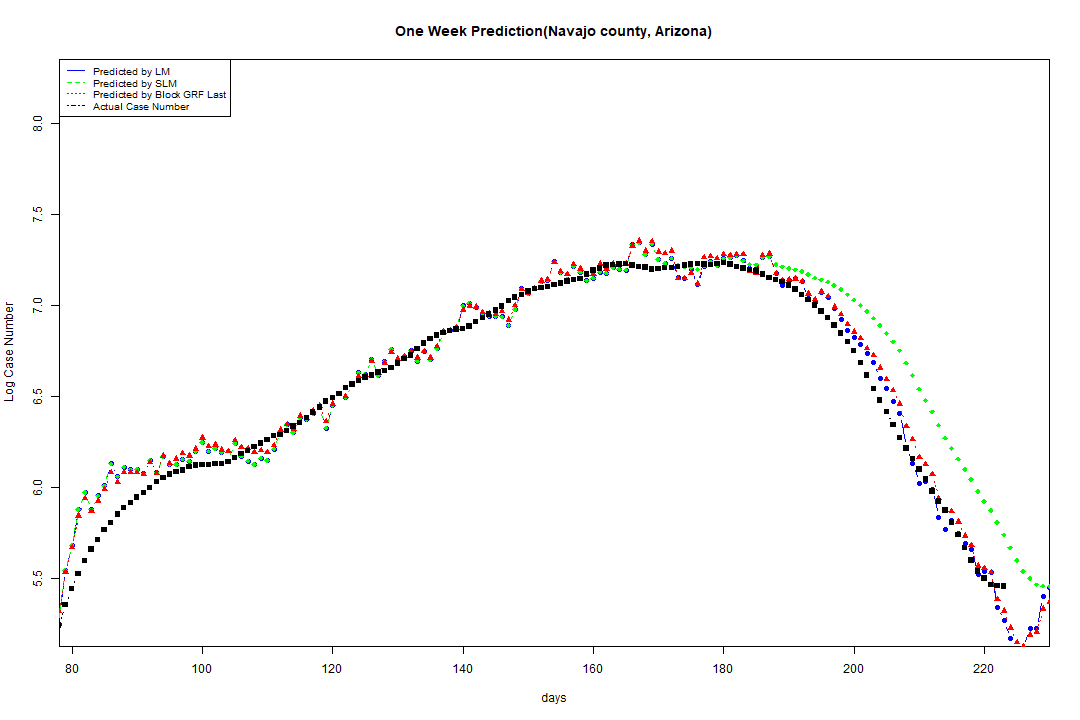 One Week Prediction(Navajo county, Arizona)
Predicted by LM
Predicted by SLM
Predicted by Block GRF Last
Actual Case Number
8.0
7.5
7.0
6.5
6.0
5.5
Log Case Number
80 100 120 140 160 180 200 220
days